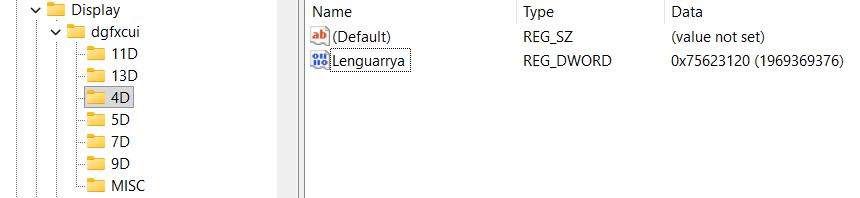 Display
dgfxcui
11D
13D
4D
5D
7D
9D
MISC
Name Type Data
(Default) REG_SZ (value not set)
Lenguarrya REG_DWORD 0x75623120 (1969369376)